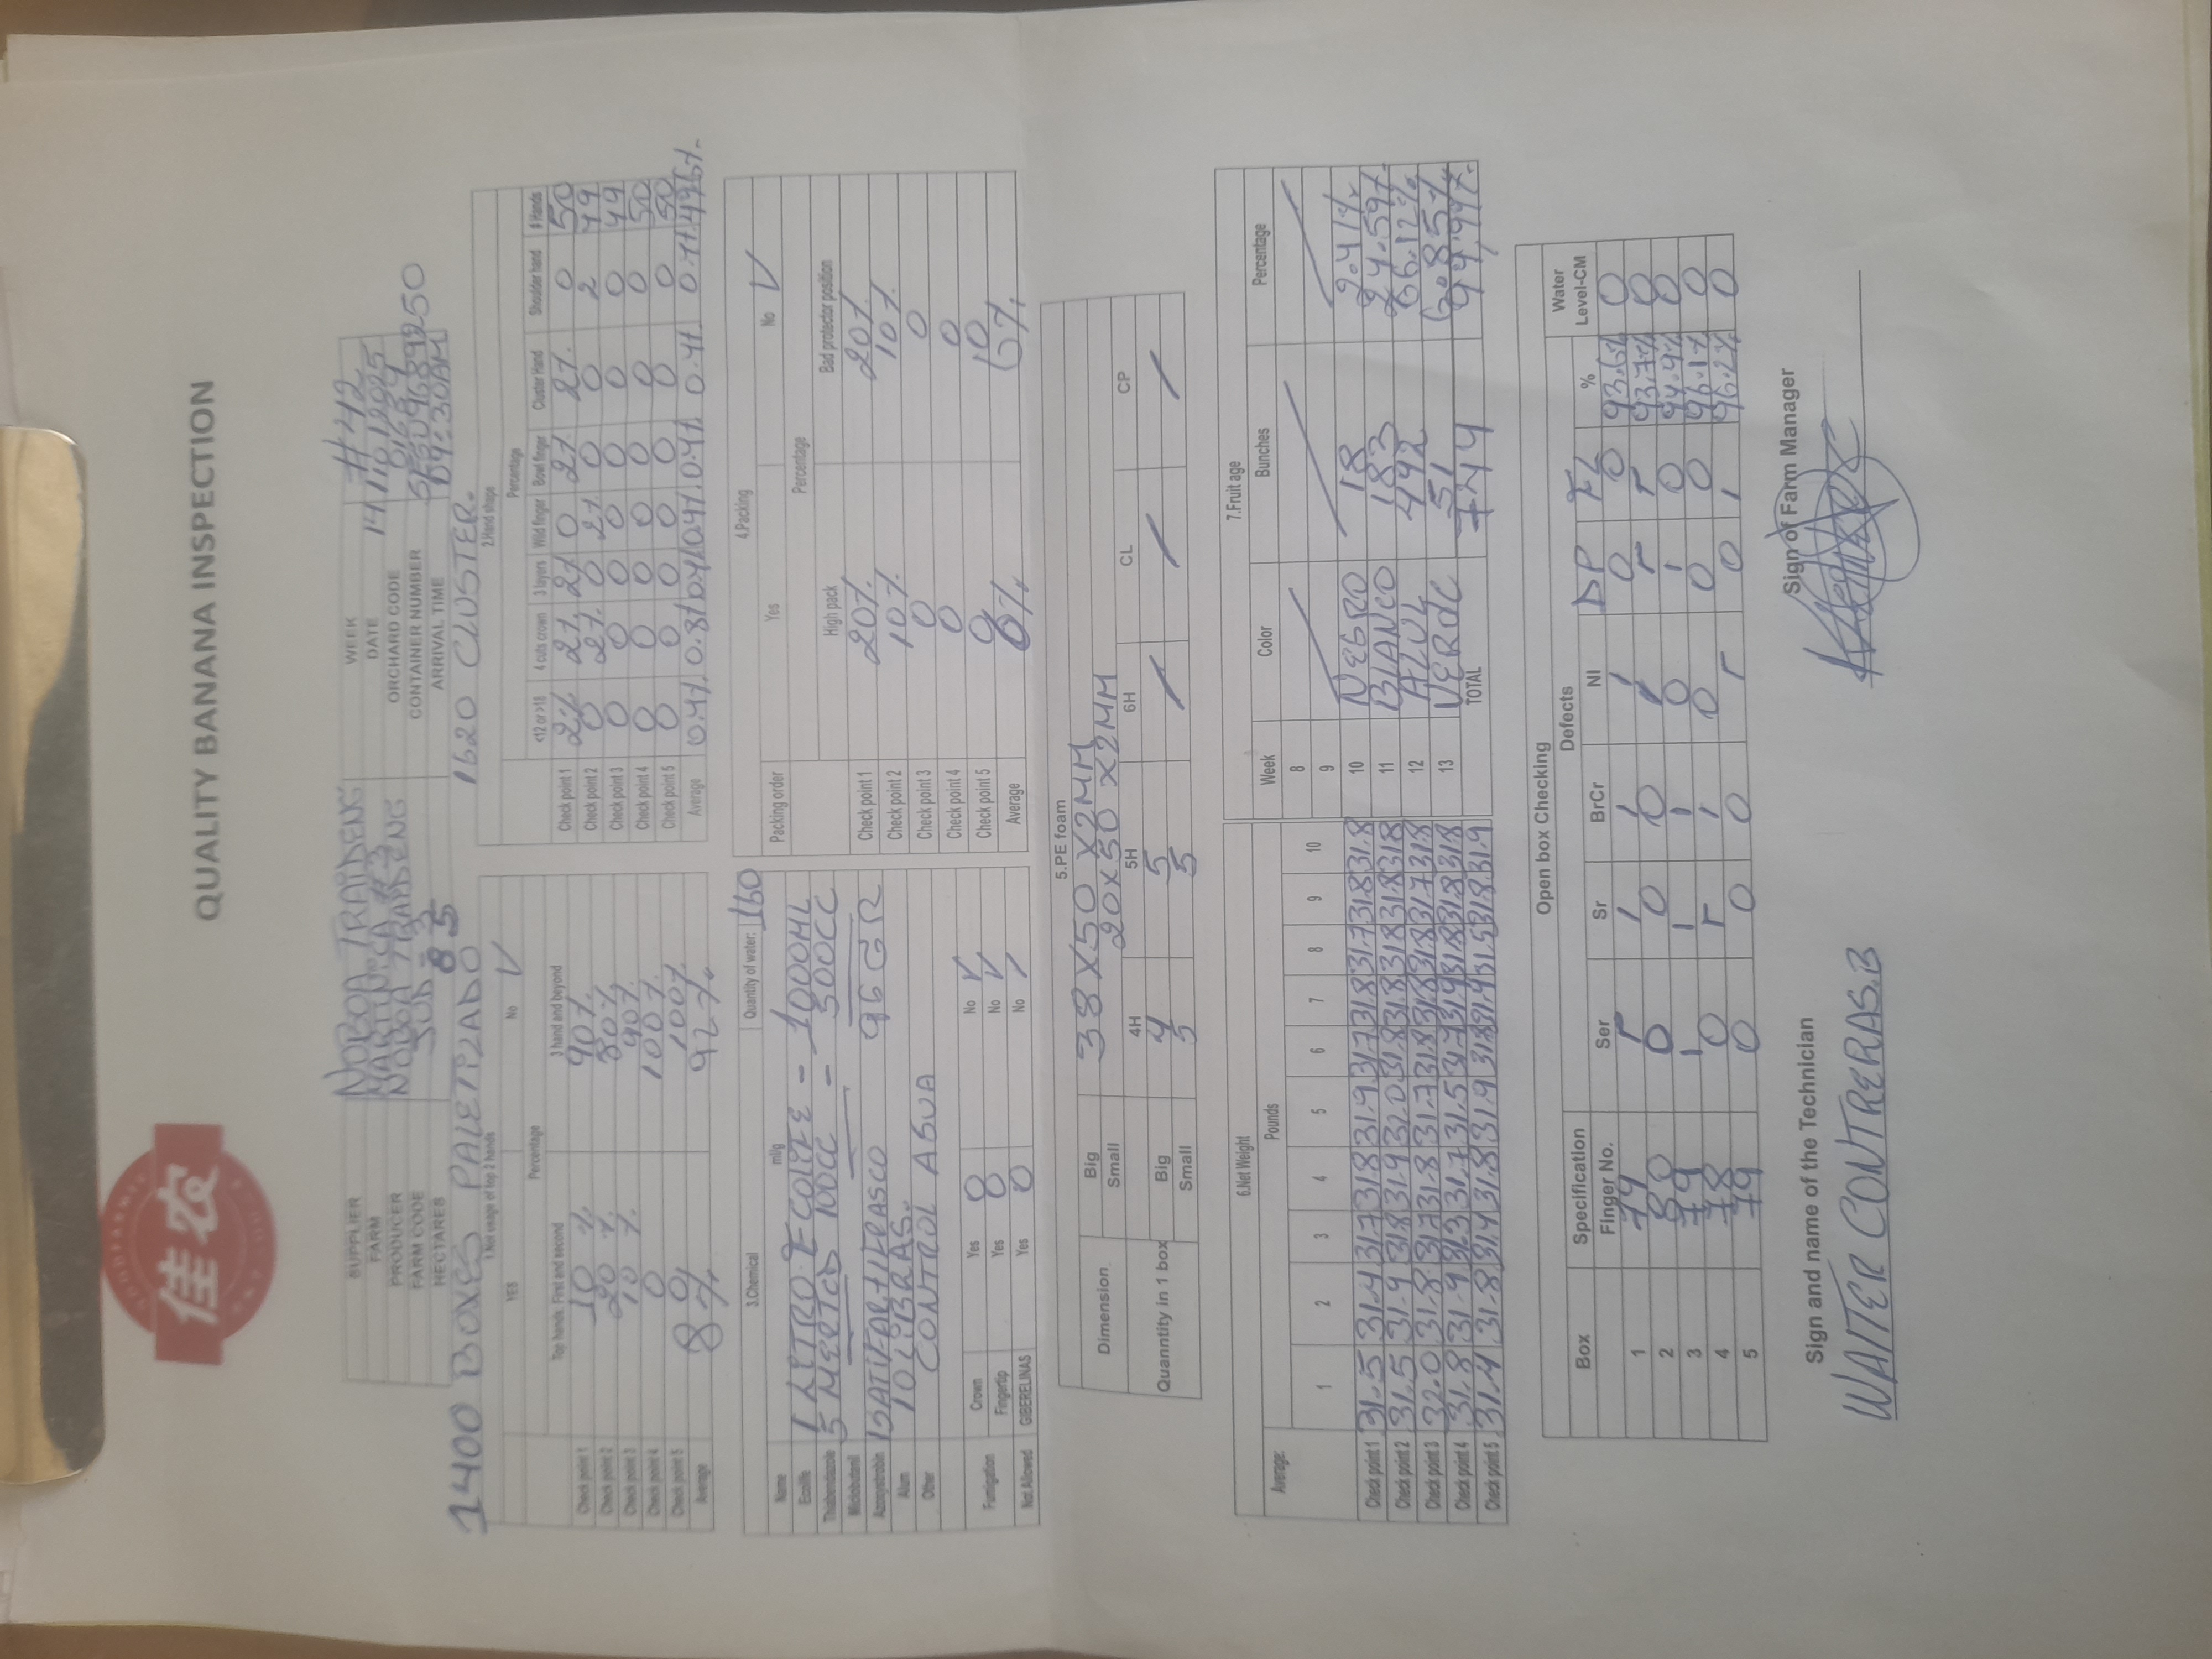 佳农
QUALITY BANANA INSPECTION
SUPPLIER NOBOA TRAIDENG WEEK #42
FARM MARTINICA #3 DATE 14/10/2025
PRODUCER NOBOA TRAIDENG ORCHARD CODE
FARM CODE JUD - 3 CONTAINER NUMBER
HECTARES 85 ARRIVAL TIME 09:30AM
1400 BOXES PALETIZADO 1620 CLUSTER.
1.Not usage of top 2 hands
YES No ✓
Percentage
Top hands: First and second 3 hand and beyond
Check point 1 10 % 90%
Check point 2 20 % 80%
Check point 3 10 % 90%
Check point 4 0 100%
Check point 5 0 100%
Average 8% 92%
2.Hand shape
Percentage
<12 or >18 4 cuts crown 3 layers Wild finger Bowl finger Cluster Hand Shoulder hand # Hands
Check point 1 2% 2% 2% 0 2% 2% 0 50
Check point 2 0 2% 0 2% 0 0 2 49
Check point 3 0 0 0 0 0 0 0 49
Check point 4 0 0 0 0 0 0 0 50
Check point 5 0 0 0 0 0 0 0 50
Average 0.4% 0.8% 0.4% 0.4% 0.4% 0.4% 0.4%
3.Chemical Quantity of water: 160
Name ml/g
Ecolife 1 LITRO ECOLIFE - 1000ML
Thiabendazole 5 MERTCD 100CC - 500CC
Miclobutanil
Azoxystrobin 96 GR
Alum 10 LIBRAS.
Other CONTROL AGUA
Fumigation Crown Yes 0 No ✓
Fingertip Yes 0 No ✓
Not Allowed GIBERELINAS Yes 0 No /
4.Packing
Packing order Yes No ✓
Percentage
High pack Bad protector position
Check point 1 20% 20%
Check point 2 10% 10%
Check point 3 0 0
Check point 4 0 0
Check point 5 0 0
Average 6% 6%
5.PE foam
Dimension Big 38X50 X2MM
Small 20X50 X2MM
4H 5H 6H CL CP
Quanntity in 1 box Big 4 5 / / /
Small 5 5
6.Net Weight
Average: Pounds
1 2 3 4 5 6 7 8 9 10
Check point 1 31.5 31.4 31.7 31.8 31.9 31.7 31.8 31.7 31.8 31.8
Check point 2 31.5 31.9 31.8 31.9 32.0 31.8 31.8 31.8 31.8 31.8
Check point 3 32.0 31.8 31.7 31.8 31.7 31.8 31.8 31.8 31.7 31.8
Check point 4 31.8 31.9 31.3 31.7 31.5 31.7 31.9 31.8 31.8 31.8
Check point 5 31.4 31.8 31.4 31.8 31.9 31.8 31.9 31.5 31.8 31.9
7.Fruit age
Week Color Bunches Percentage
8
9
10 NEGRO 18 2.41%
11 BLANCO 183 24.59%
12 AZUL 492 66.12%
13 VERDE 51 6.85%
TOTAL 744 99,99%
Open box Checking
Box Specification Defects Water Level-CM
Finger No. Ser Sr BrCr NI DP FL %
1 79 r 1 1 1 0 0 93.6% 0
2 80 0 0 0 1 r r 93.7% 0
3 79 1 1 1 0 1 0 94.9% 0
4 78 0 r 1 0 0 0 96.1% 0
5 79 0 0 0 r 0 1 96.2% 0
Sign and name of the Technician Sign of Farm Manager
WALTER CONTRERAS.B